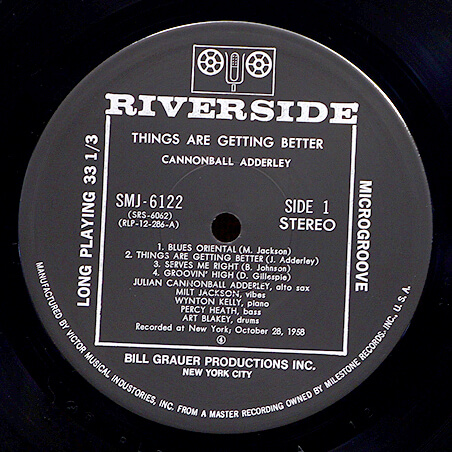 RIVERSIDE
THINGS ARE GETTING BETTER
CANNONBALL ADDERLEY
SMJ-6122
(SRS-6062)
(RLP-12-286-A)
SIDE 1
STEREO
LONG PLAYING 33 1/3
MICROGROOVE
1. BLUES ORIENTAL (M. Jackson)
2. THINGS ARE GETTING BETTER (J. Adderley)
3. SERVES ME RIGHT (B. Johnson)
4. GROOVIN' HIGH (D. Gillespie)
JULIAN CANNONBALL ADDERLEY, alto sax
MILT JACKSON, vibes
WYNTON KELLY, piano
PERCY HEATH, bass
ART BLAKEY, drums
Recorded at New York; October 28, 1958
4
BILL GRAUER PRODUCTIONS INC.
NEW YORK CITY
MANUFACTURED BY VICTOR MUSICAL INDUSTRIES, INC. FROM A MASTER RECORDING OWNED BY MILESTONE RECORDS, INC. U.S.A.